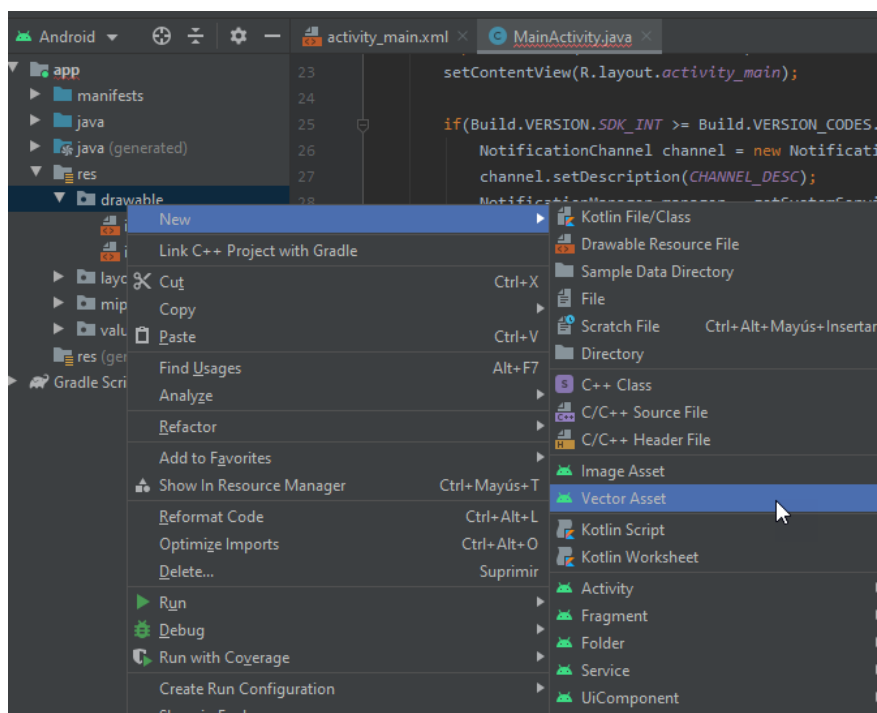 Android activity_main.xml MainActivity.java
app
manifests
java
java (generated)
res
drawable
layo
mip
valu
res (ger
Gradle Scri
23 setContentView(R.layout.activity_main);
24
25 if(Build.VERSION.SDK_INT >= Build.VERSION_CODES.
26 NotificationChannel channel = new Notificati
27 channel.setDescription(CHANNEL_DESC);
28
New
Link C++ Project with Gradle
Cut Ctrl+X
Copy
Paste Ctrl+V
Find Usages Alt+F7
Analyze
Refactor
Add to Favorites
Show In Resource Manager Ctrl+Mayús+T
Reformat Code Ctrl+Alt+L
Optimize Imports Ctrl+Alt+O
Delete... Suprimir
Run
Debug
Run with Coverage
Create Run Configuration
Kotlin File/Class
Drawable Resource File
Sample Data Directory
File
Scratch File Ctrl+Alt+Mayús+Insertar
Directory
C++ Class
C/C++ Source File
C/C++ Header File
Image Asset
Vector Asset
Kotlin Script
Kotlin Worksheet
Activity
Fragment
Folder
Service
UiComponent